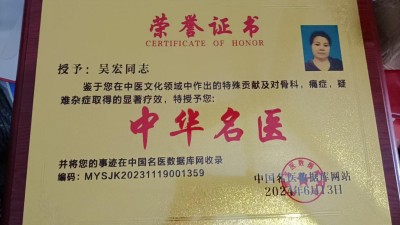 荣誉证书
CERTIFICATE OF HONOR
授予：吴宏同志
鉴于您在中医文化领域中作出的特殊贡献及对骨科，痛症，疑
难杂症取得的显著疗效，特授予您：
中华名医
并将您的事迹在中国名医数据库网收录
编码：MYSJK20231119001359
中国名医数据库网站
2024年6月13日